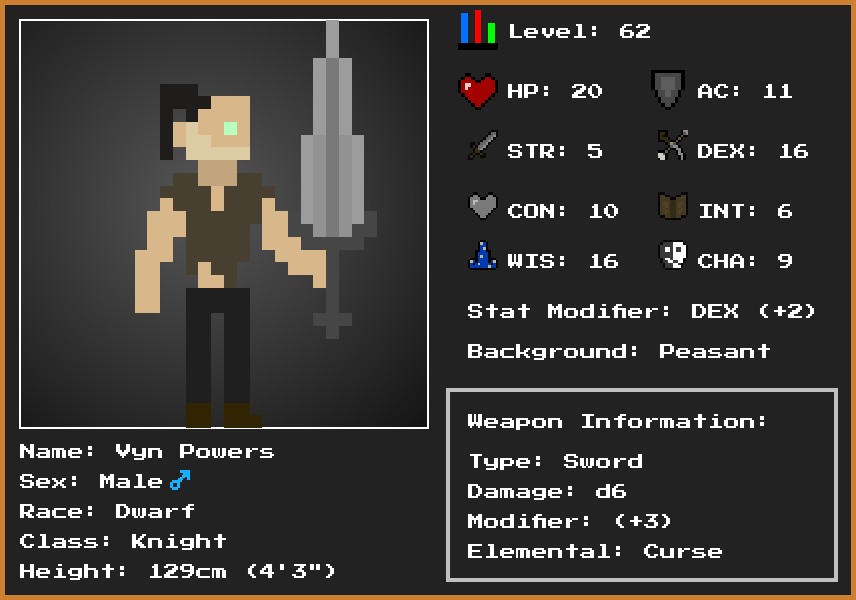 Level: 62
HP: 20
AC: 11
STR: 5
DEX: 16
CON: 10
INT: 6
WIS: 16
CHA: 9
Stat Modifier: DEX (+2)
Background: Peasant
Weapon Information:
Type: Sword
Damage: d6
Modifier: (+3)
Elemental: Curse
Name: Vyn Powers
Sex: Male ♂
Race: Dwarf
Class: Knight
Height: 129cm (4'3")